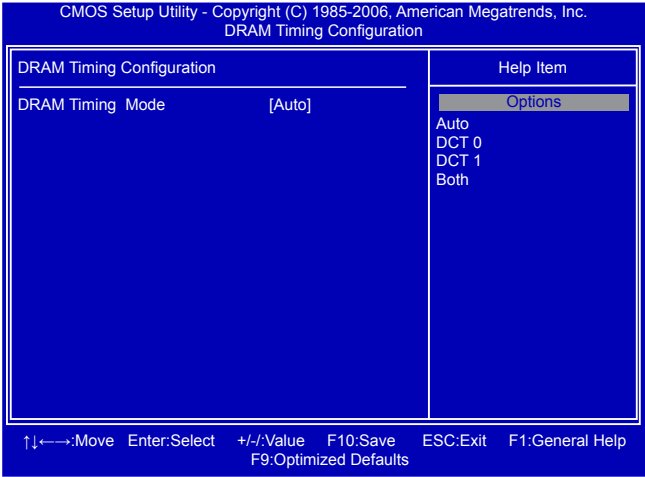 CMOS Setup Utility - Copyright (C) 1985-2006, American Megatrends, Inc.
DRAM Timing Configuration
DRAM Timing Configuration
Help Item
DRAM Timing Mode [Auto]
Options
Auto
DCT 0
DCT 1
Both
↑↓←→:Move Enter:Select +/-/:Value F10:Save ESC:Exit F1:General Help
F9:Optimized Defaults